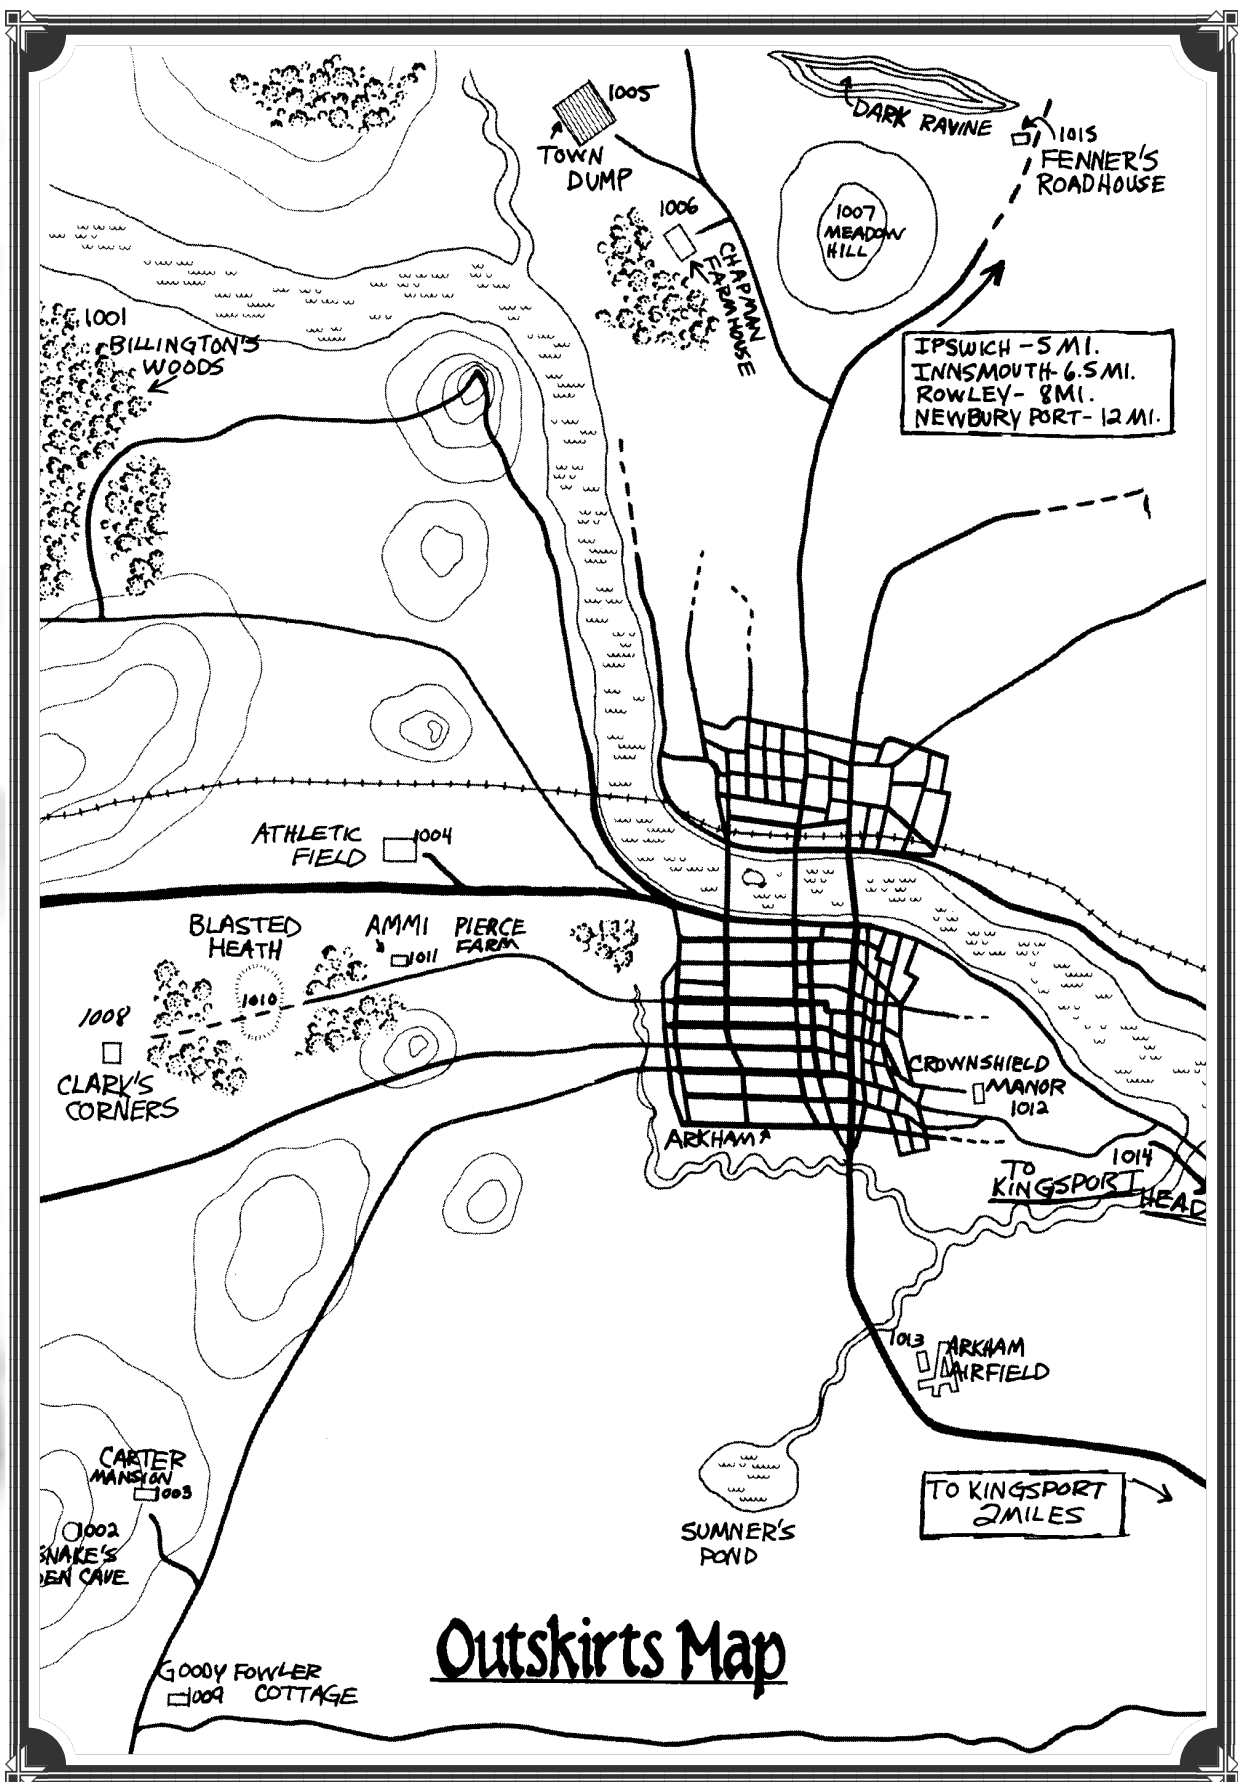 1005
TOWN
DUMP
DARK RAVINE
1015
FENNER'S
ROADHOUSE
1006
CHAPMAN
FARMHOUSE
1007
MEADOW
HILL
1001
BILLINGTON'S
WOODS
IPSWICH - 5 MI.
INNSMOUTH - 6.5 MI.
ROWLEY - 8 MI.
NEWBURY PORT - 12 MI.
ATHLETIC
FIELD
1004
BLASTED
HEATH
1010
AMMI PIERCE
FARM
1011
1008
CLARK'S
CORNERS
CROWNSHIELD
MANOR
1012
ARKHAM
1014
TO
KINGSPORT
HEAD
1013
ARKHAM
AIRFIELD
CARTER
MANSION
1003
1002
SNAKE'S
DEN CAVE
TO KINGSPORT
2 MILES
SUMNER'S
POND
Outskirts Map
GOODY FOWLER
1009 COTTAGE